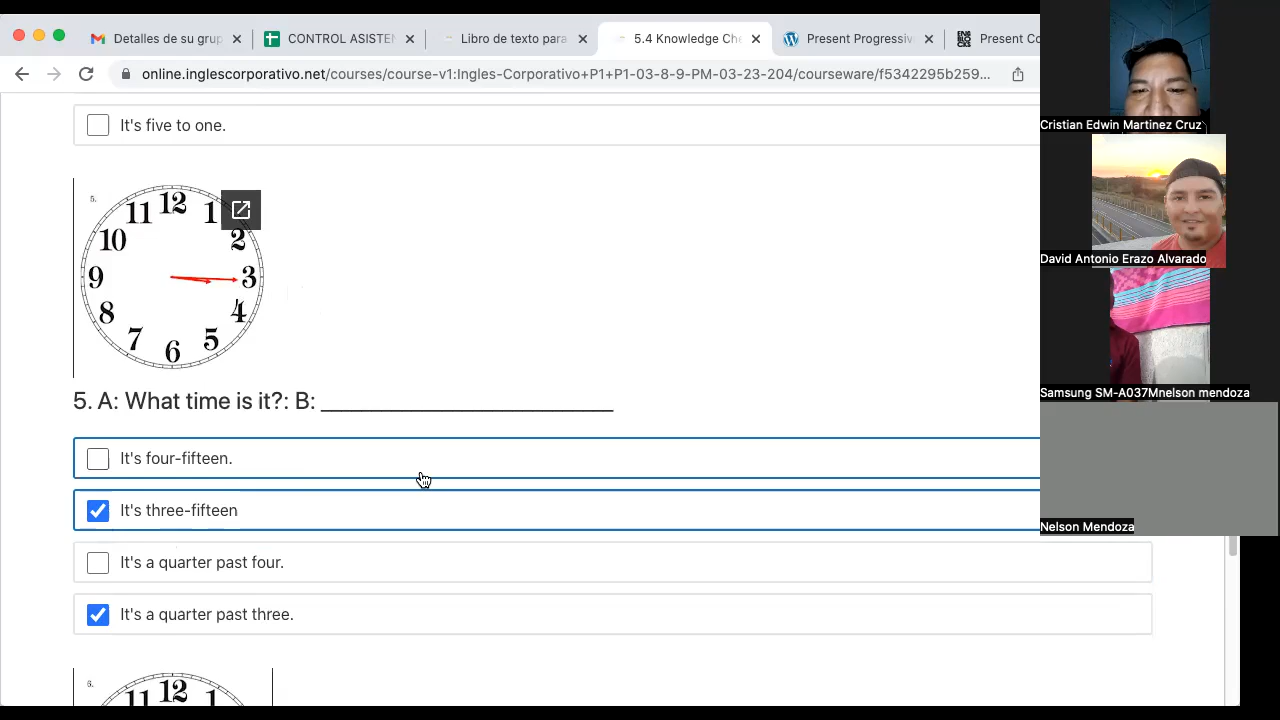 Detalles de su grup
CONTROL ASISTEN
Libro de texto para
5.4 Knowledge Che
Present Progressiv
Present Co
online.inglescorporativo.net/courses/course-v1:Ingles-Corporativo+P1+P1-03-8-9-PM-03-23-204/courseware/f5342295b259...
It's five to one.
5.
12
1
2
3
4
5
6
7
8
9
10
11
5. A: What time is it?: B: ________________________
It's four-fifteen.
It's three-fifteen
It's a quarter past four.
It's a quarter past three.
6.
11 12 1
Cristian Edwin Martinez Cruz
David Antonio Erazo Alvarado
Samsung SM-A037Mnelson mendoza
Nelson Mendoza